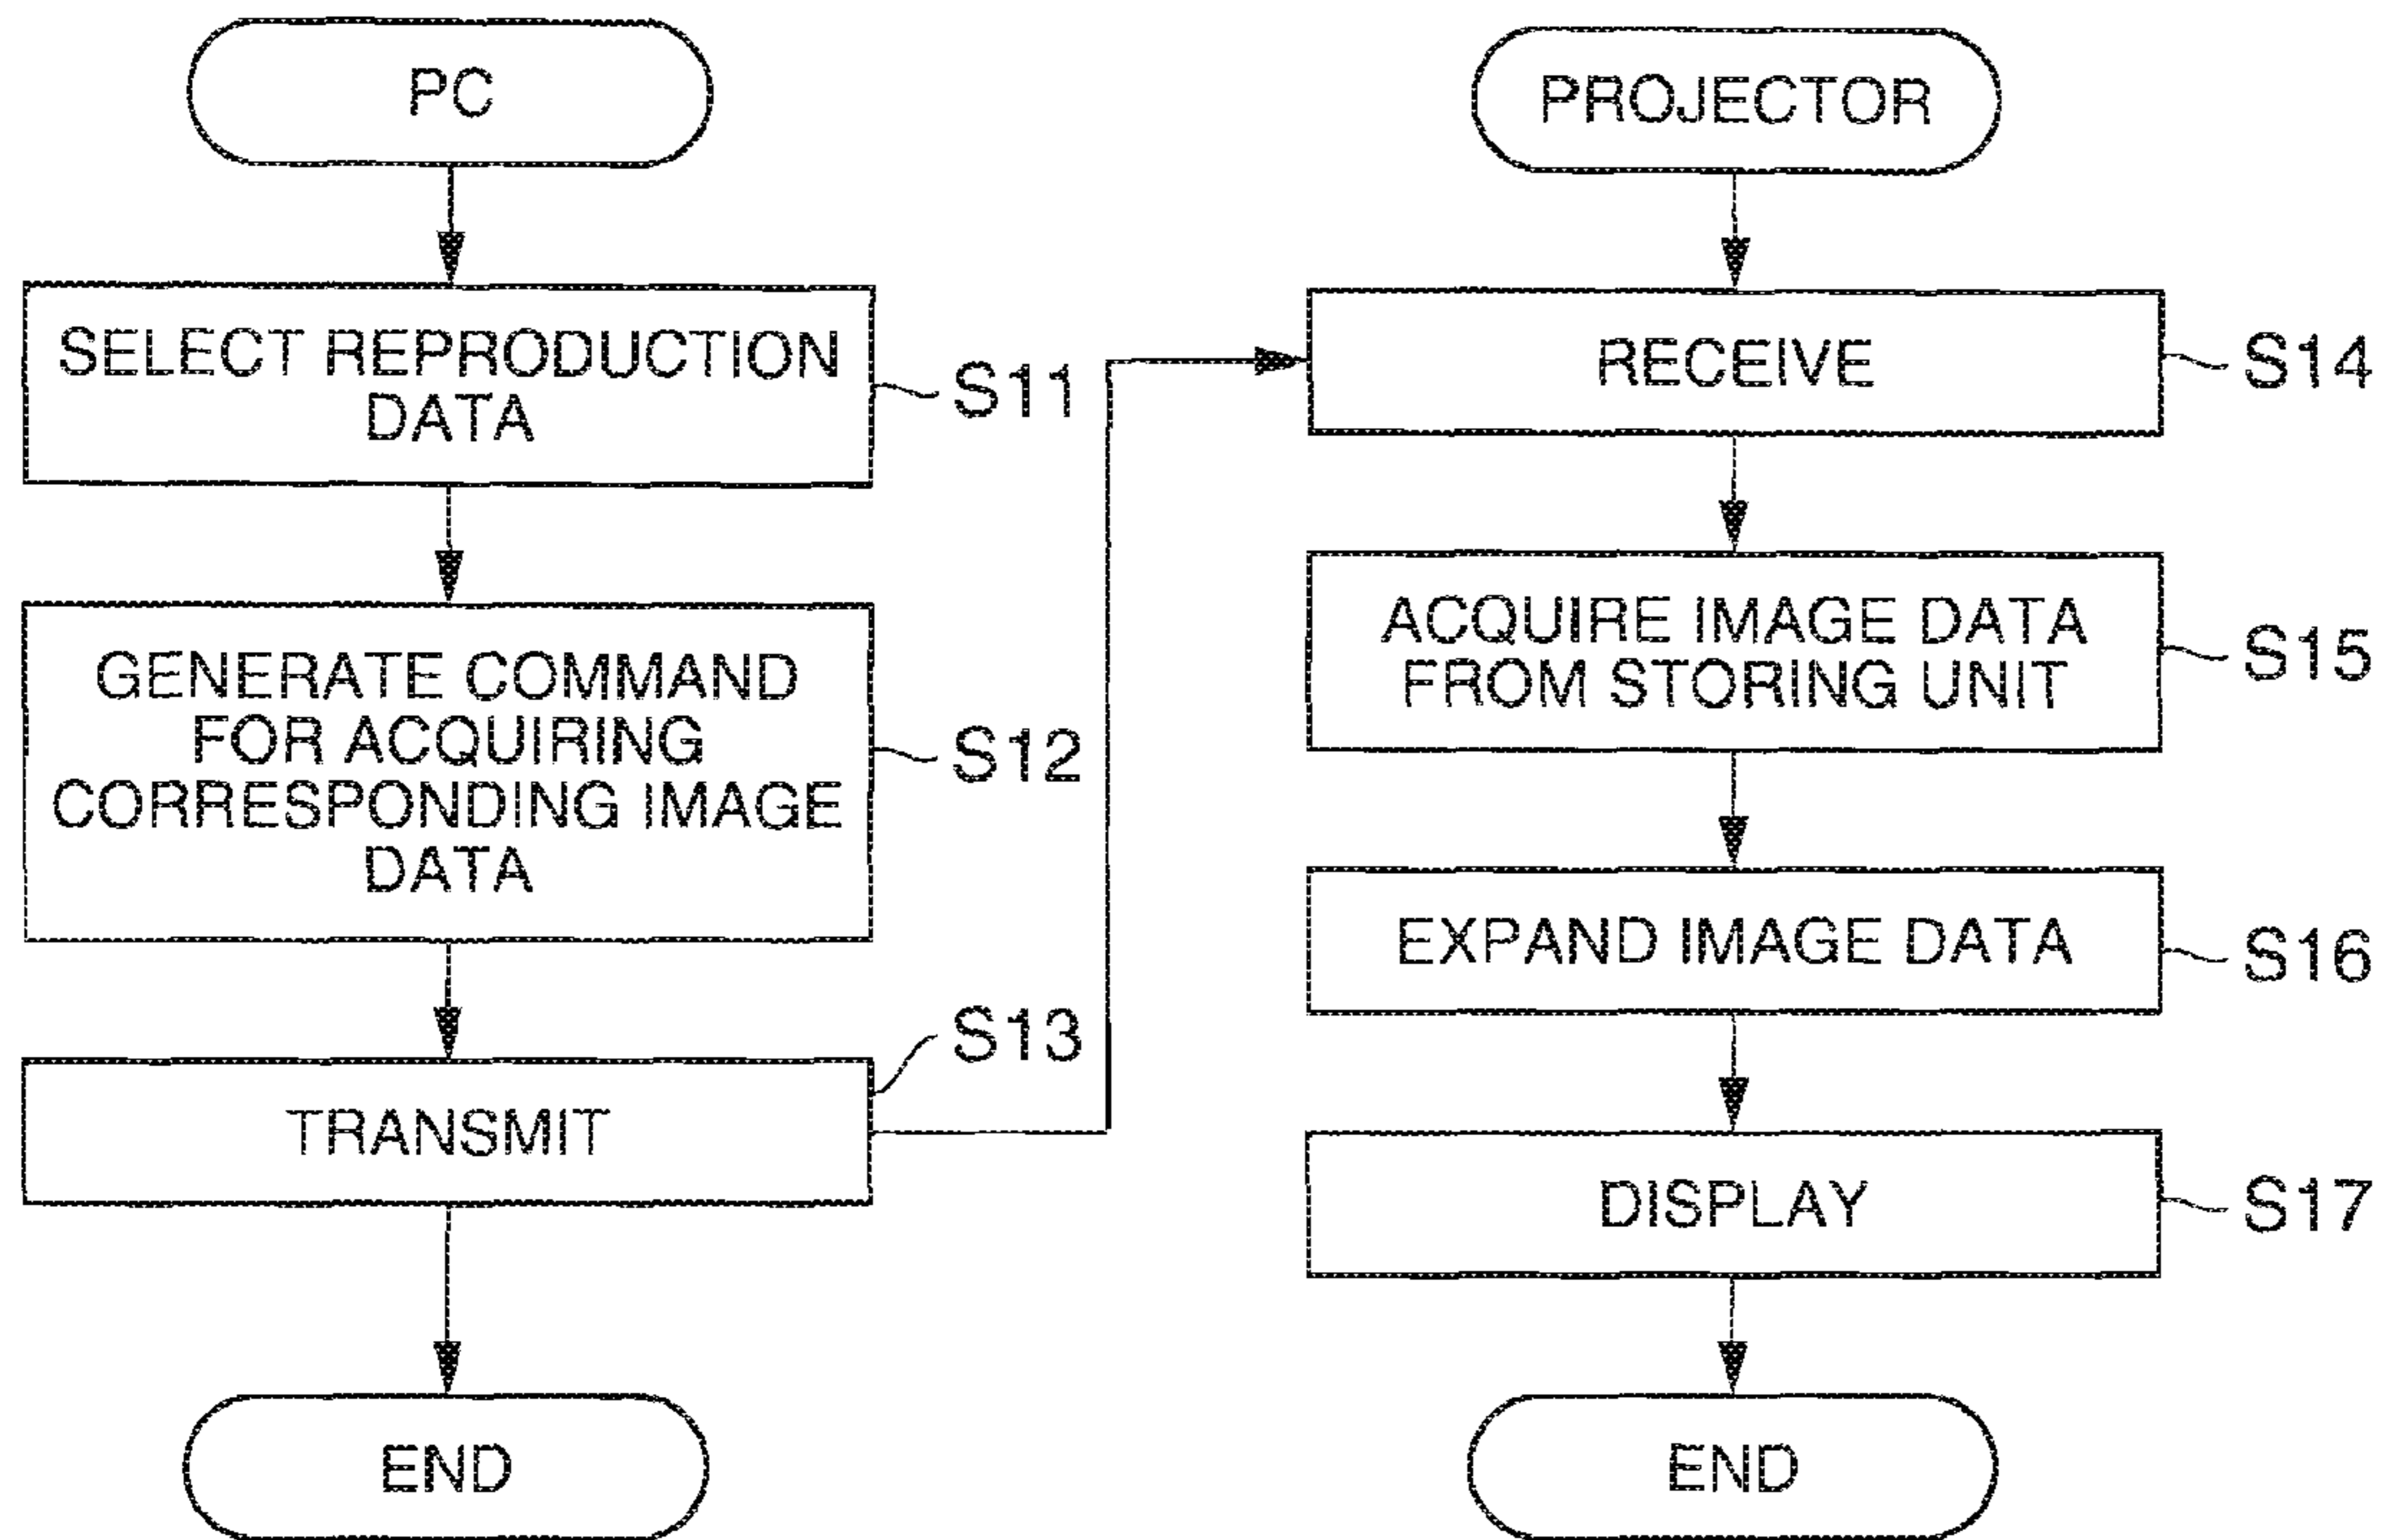 PC
SELECT REPRODUCTION
DATA
S11
GENERATE COMMAND
FOR ACQUIRING
CORRESPONDING IMAGE
DATA
S12
TRANSMIT
S13
END
PROJECTOR
RECEIVE
S14
ACQUIRE IMAGE DATA
FROM STORING UNIT
S15
EXPAND IMAGE DATA
S16
DISPLAY
S17
END